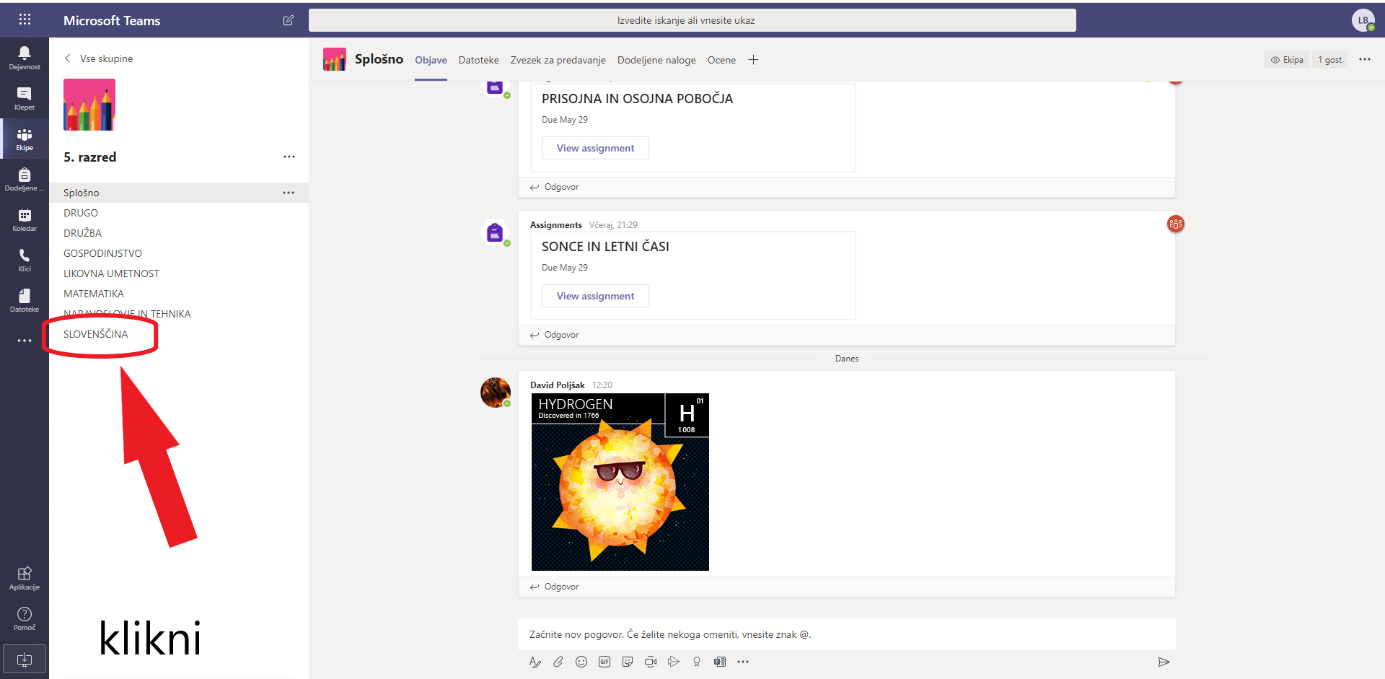 Microsoft Teams
Izvedite iskanje ali vnesite ukaz
LB
Dejavnost
Klepet
Ekipe
Dodeljene ...
Koledar
Klici
Datoteke
Aplikacije
Pomoč
Vse skupine
5. razred
Splošno
DRUGO
DRUŽBA
GOSPODINJSTVO
LIKOVNA UMETNOST
MATEMATIKA
NARAVOSLOVJE IN TEHNIKA
SLOVENŠČINA
klikni
Splošno Objave Datoteke Zvezek za predavanje Dodeljene naloge Ocene
Ekipa 1 gost
PRISOJNA IN OSOJNA POBOČJA
Due May 29
View assignment
Odgovor
Assignments Včeraj, 21:29
SONCE IN LETNI ČASI
Due May 29
View assignment
Odgovor
Danes
David Poljšak 12:20
HYDROGEN
Discovered in 1766
H 01
1.008
Odgovor
Začnite nov pogovor. Če želite nekoga omeniti, vnesite znak @.
GIF